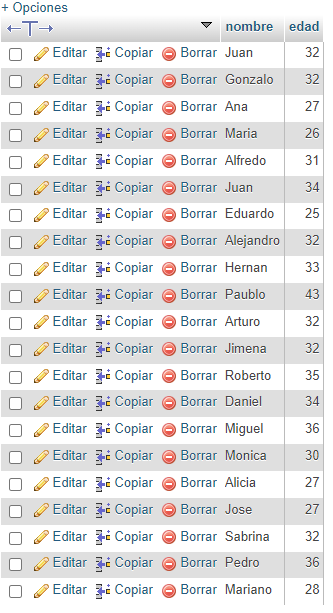 + Opciones
nombre edad
Editar Copiar Borrar Juan 32
Editar Copiar Borrar Gonzalo 32
Editar Copiar Borrar Ana 27
Editar Copiar Borrar Maria 26
Editar Copiar Borrar Alfredo 31
Editar Copiar Borrar Juan 34
Editar Copiar Borrar Eduardo 25
Editar Copiar Borrar Alejandro 32
Editar Copiar Borrar Hernan 33
Editar Copiar Borrar Paublo 43
Editar Copiar Borrar Arturo 32
Editar Copiar Borrar Jimena 32
Editar Copiar Borrar Roberto 35
Editar Copiar Borrar Daniel 34
Editar Copiar Borrar Miguel 36
Editar Copiar Borrar Monica 30
Editar Copiar Borrar Alicia 27
Editar Copiar Borrar Jose 27
Editar Copiar Borrar Sabrina 32
Editar Copiar Borrar Pedro 36
Editar Copiar Borrar Mariano 28